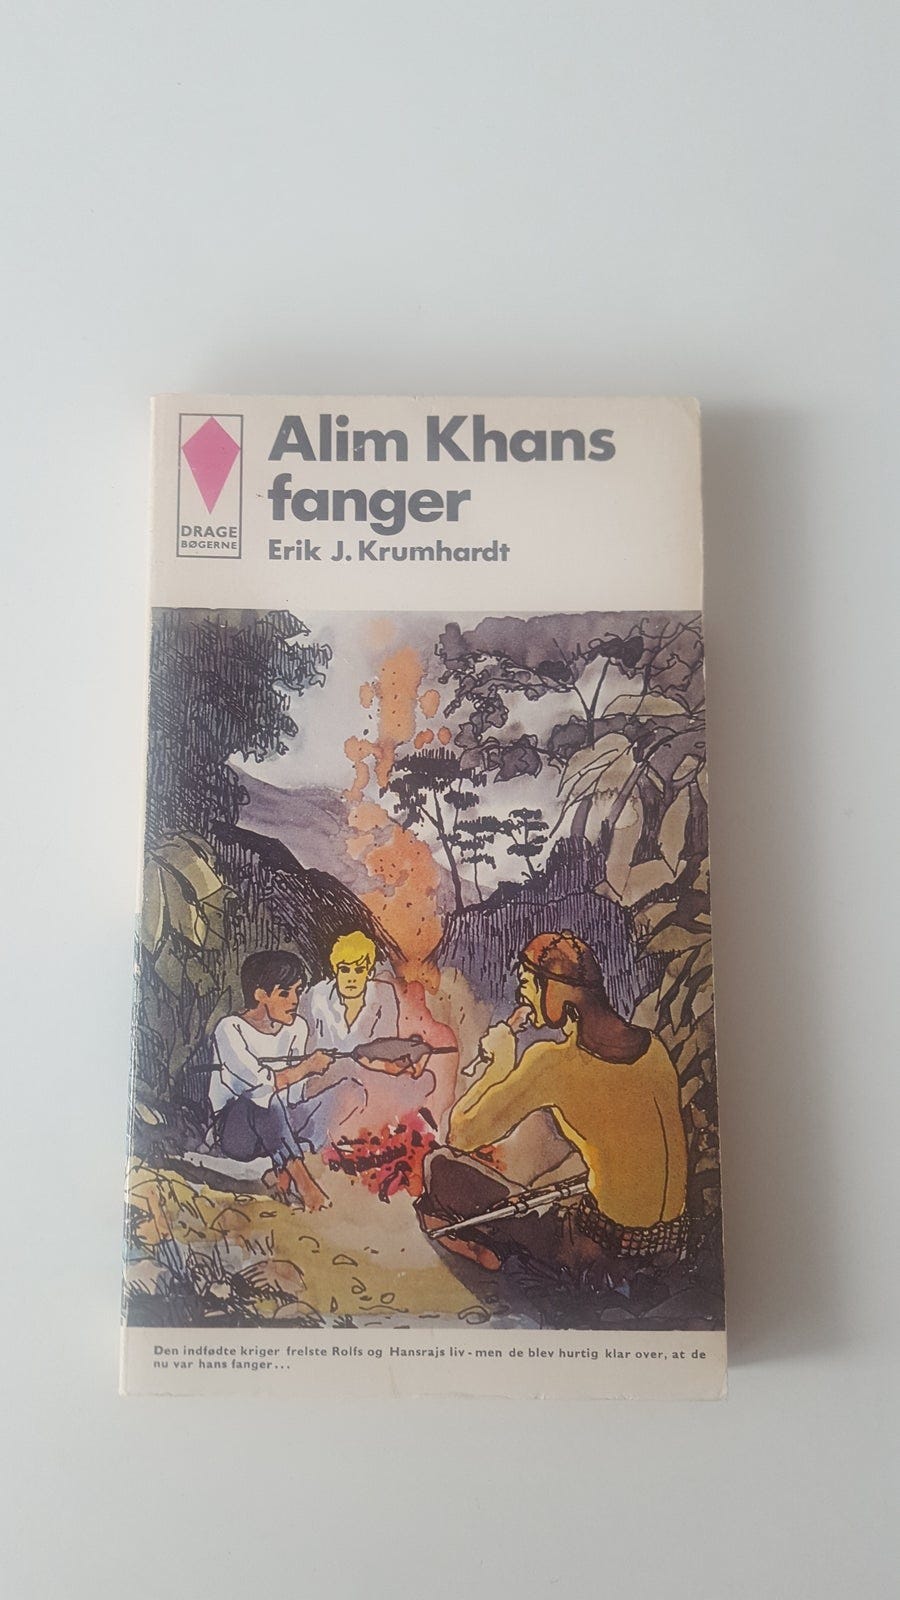 Alim Khans
fanger
Erik J. Krumhardt
DRAGE
BØGERNE
Den indfødte kriger frelste Rolfs og Hansrajs liv - men de blev hurtig klar over, at de
nu var hans fanger...